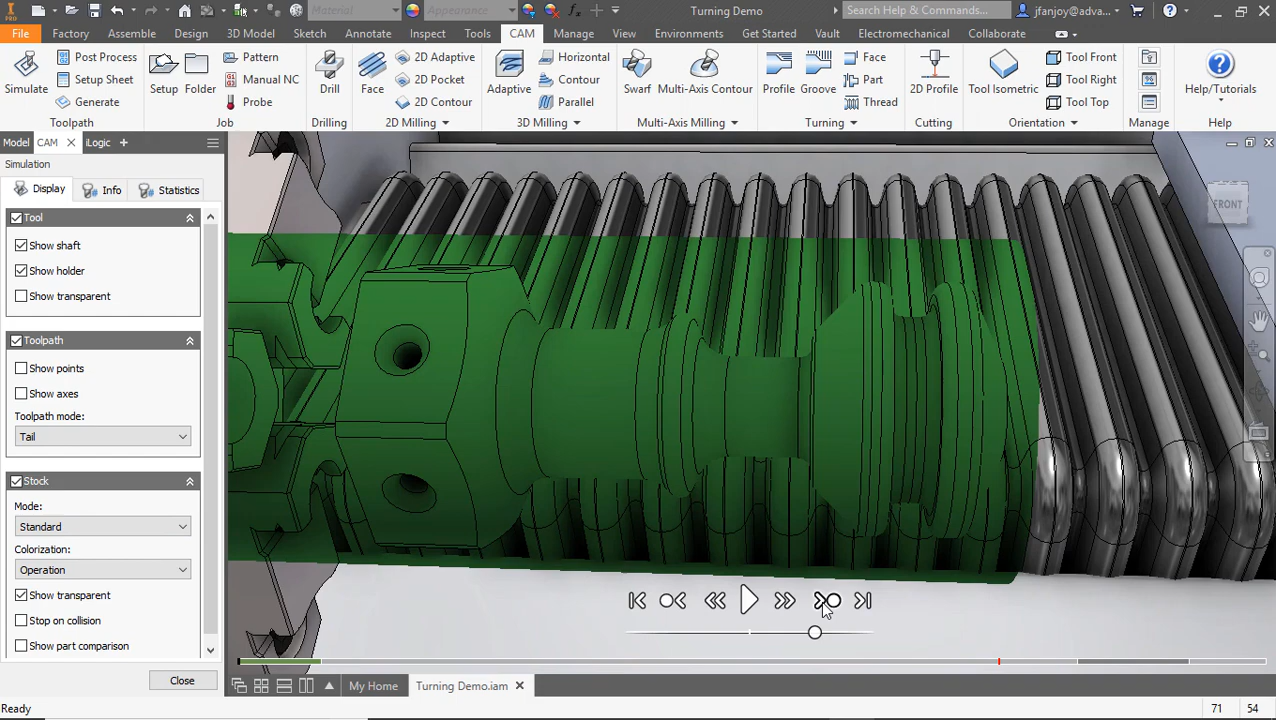 PRO
Material
Appearance
fx
Turning Demo
Search Help & Commands...
jfanjoy@adva...
File Factory Assemble Design 3D Model Sketch Annotate Inspect Tools CAM Manage View Environments Get Started Vault Electromechanical Collaborate
Simulate
Post Process
Setup Sheet
Generate
Toolpath
Setup
Folder
Pattern
Manual NC
Probe
Job
Drill
Drilling
Face
2D Adaptive
2D Pocket
2D Contour
2D Milling
Adaptive
Horizontal
Contour
Parallel
3D Milling
Swarf
Multi-Axis Contour
Multi-Axis Milling
Profile
Groove
Face
Part
Thread
Turning
2D Profile
Cutting
Tool Isometric
Tool Front
Tool Right
Tool Top
Orientation
Manage
Help/Tutorials
Help
Model CAM iLogic
Simulation
Display Info Statistics
Tool
Show shaft
Show holder
Show transparent
Toolpath
Show points
Show axes
Toolpath mode:
Tail
Stock
Mode:
Standard
Colorization:
Operation
Show transparent
Stop on collision
Show part comparison
Close
FRONT
My Home Turning Demo.iam
Ready 71 54